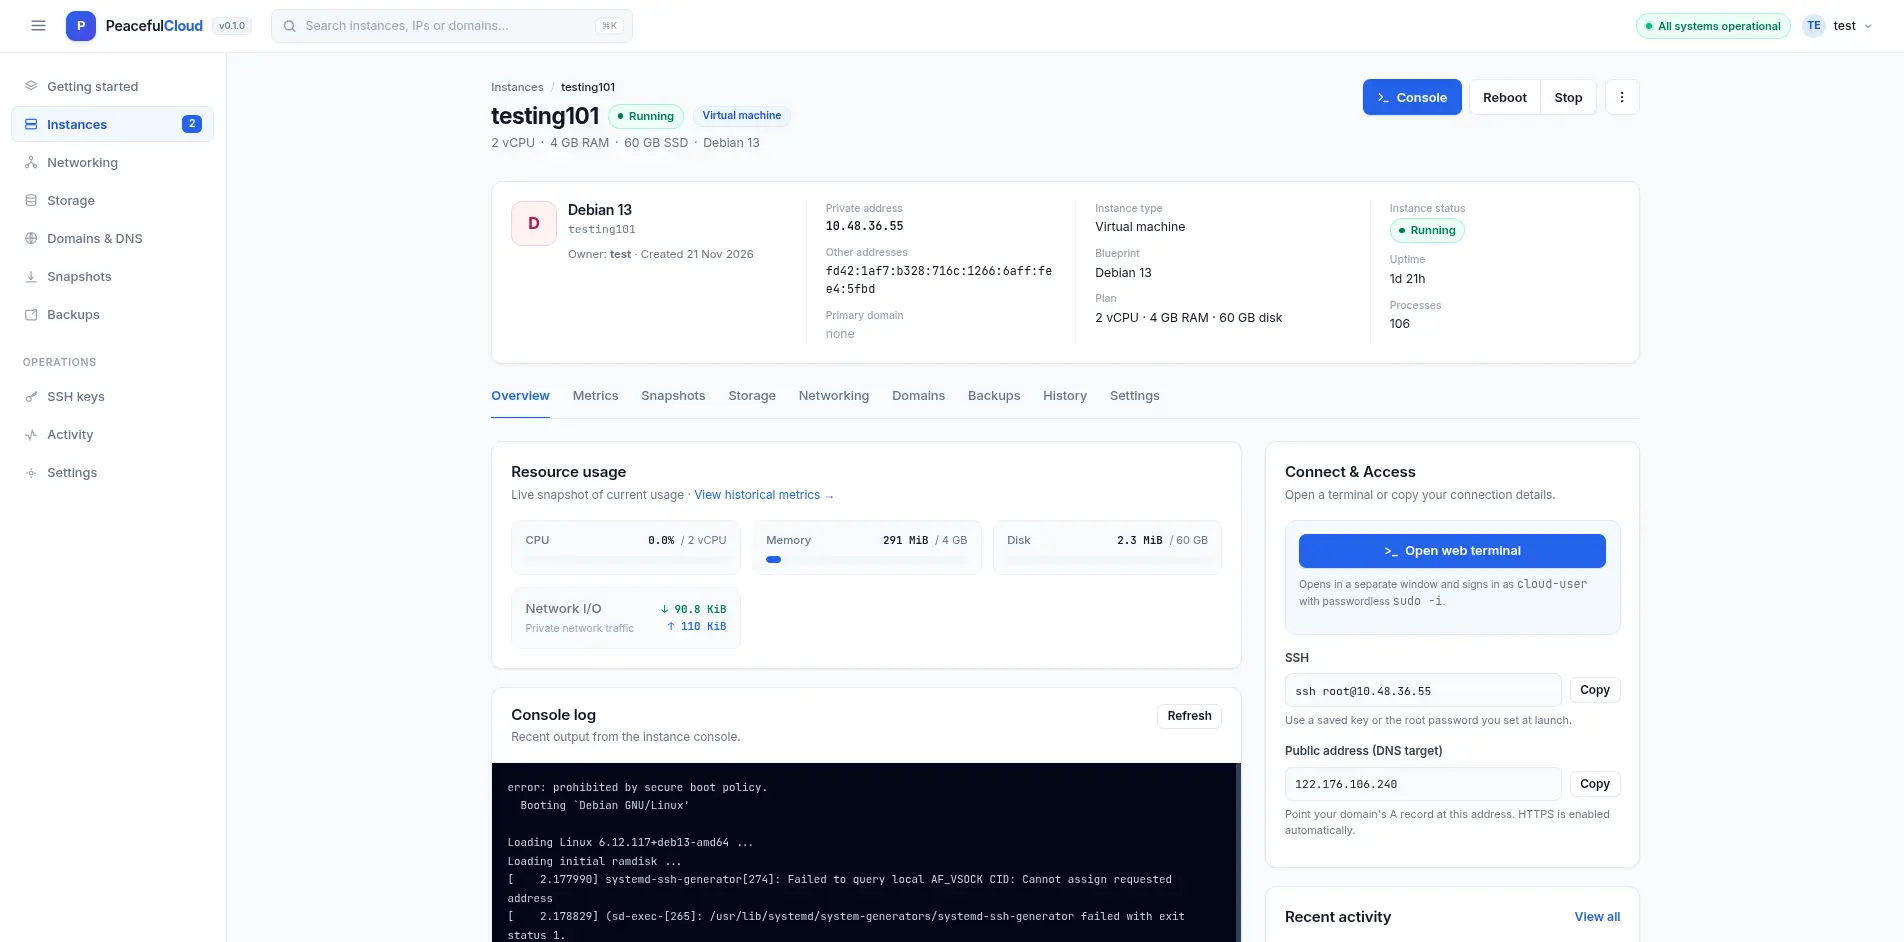 P PeacefulCloud v0.1.0
Search instances, IPs or domains... ⌘K
All systems operational
TE test
Getting started
Instances 2
Networking
Storage
Domains & DNS
Snapshots
Backups
OPERATIONS
SSH keys
Activity
Settings
Instances / testing101
testing101 Running Virtual machine
2 vCPU · 4 GB RAM · 60 GB SSD · Debian 13
>_ Console Reboot Stop
D
Debian 13
testing101
Owner: test · Created 21 Nov 2026
Private address
10.48.36.55
Other addresses
fd42:1af7:b328:716c:1266:6aff:fe
e4:5fbd
Primary domain
none
Instance type
Virtual machine
Blueprint
Debian 13
Plan
2 vCPU · 4 GB RAM · 60 GB disk
Instance status
Running
Uptime
1d 21h
Processes
106
Overview Metrics Snapshots Storage Networking Domains Backups History Settings
Resource usage
Live snapshot of current usage · View historical metrics →
CPU 0.0% / 2 vCPU
Memory 291 MiB / 4 GB
Disk 2.3 MiB / 60 GB
Network I/O ↓ 90.8 KiB
Private network traffic ↑ 110 KiB
Console log
Recent output from the instance console.
Refresh
error: prohibited by secure boot policy.
Booting `Debian GNU/Linux'
Loading Linux 6.12.117+deb13-amd64 ...
Loading initial ramdisk ...
[    2.177990] systemd-ssh-generator[274]: Failed to query local AF_VSOCK CID: Cannot assign requested
address
[    2.178829] (sd-exec-[265]: /usr/lib/systemd/system-generators/systemd-ssh-generator failed with exit
status 1.
Connect & Access
Open a terminal or copy your connection details.
>_ Open web terminal
Opens in a separate window and signs in as cloud-user
with passwordless sudo -i.
SSH
ssh root@10.48.36.55 Copy
Use a saved key or the root password you set at launch.
Public address (DNS target)
122.176.106.240 Copy
Point your domain's A record at this address. HTTPS is enabled
automatically.
Recent activity View all